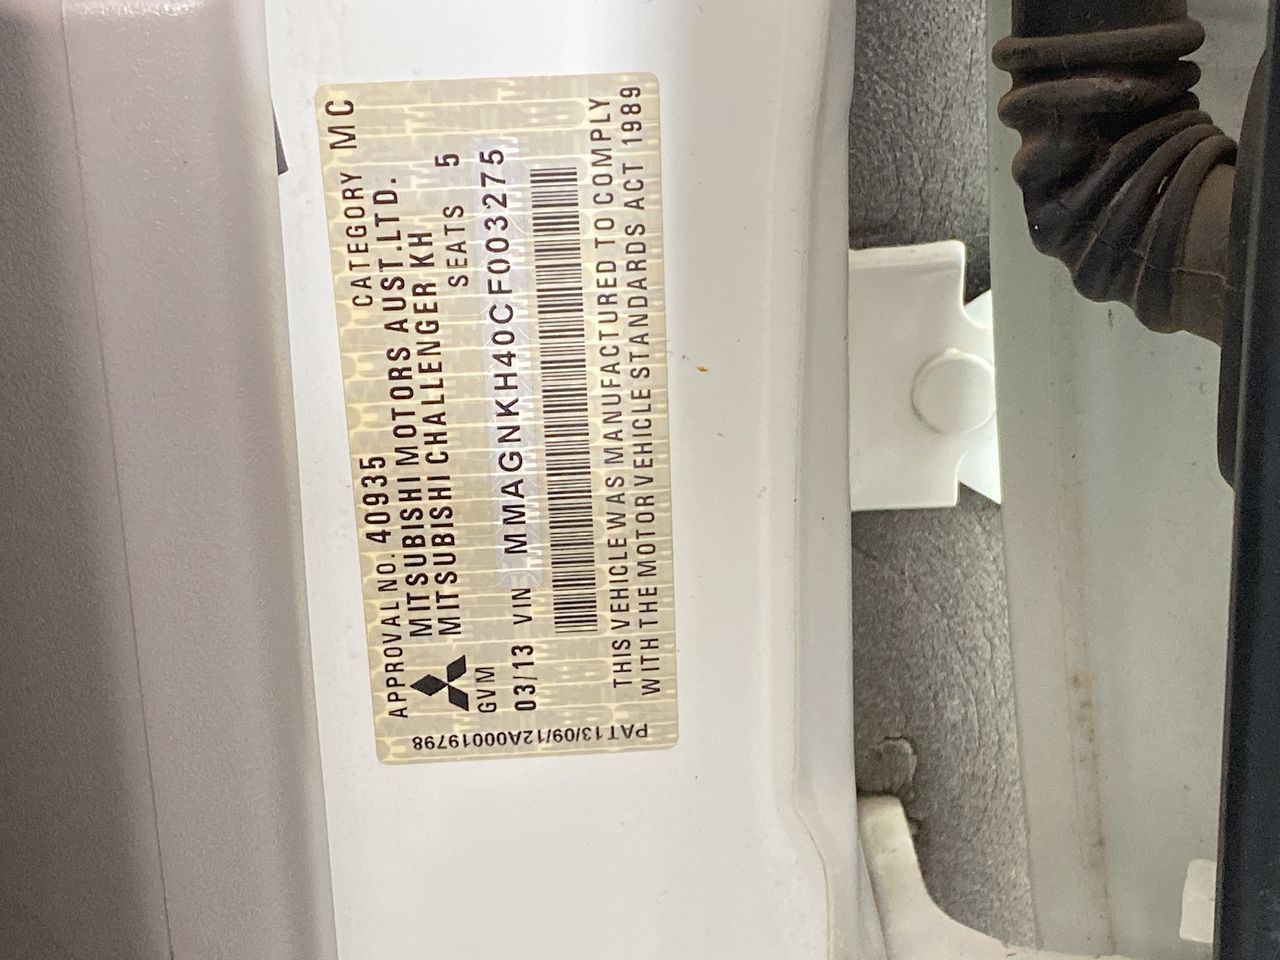 APPROVAL NO. 40935 CATEGORY MC
MITSUBISHI MOTORS AUST.LTD.
MITSUBISHI CHALLENGER KH
GVM SEATS 5
03/13 VIN MMAGNKH40CF003275
THIS VEHICLE WAS MANUFACTURED TO COMPLY
WITH THE MOTOR VEHICLE STANDARDS ACT 1989
PAT13/09/12A00019798